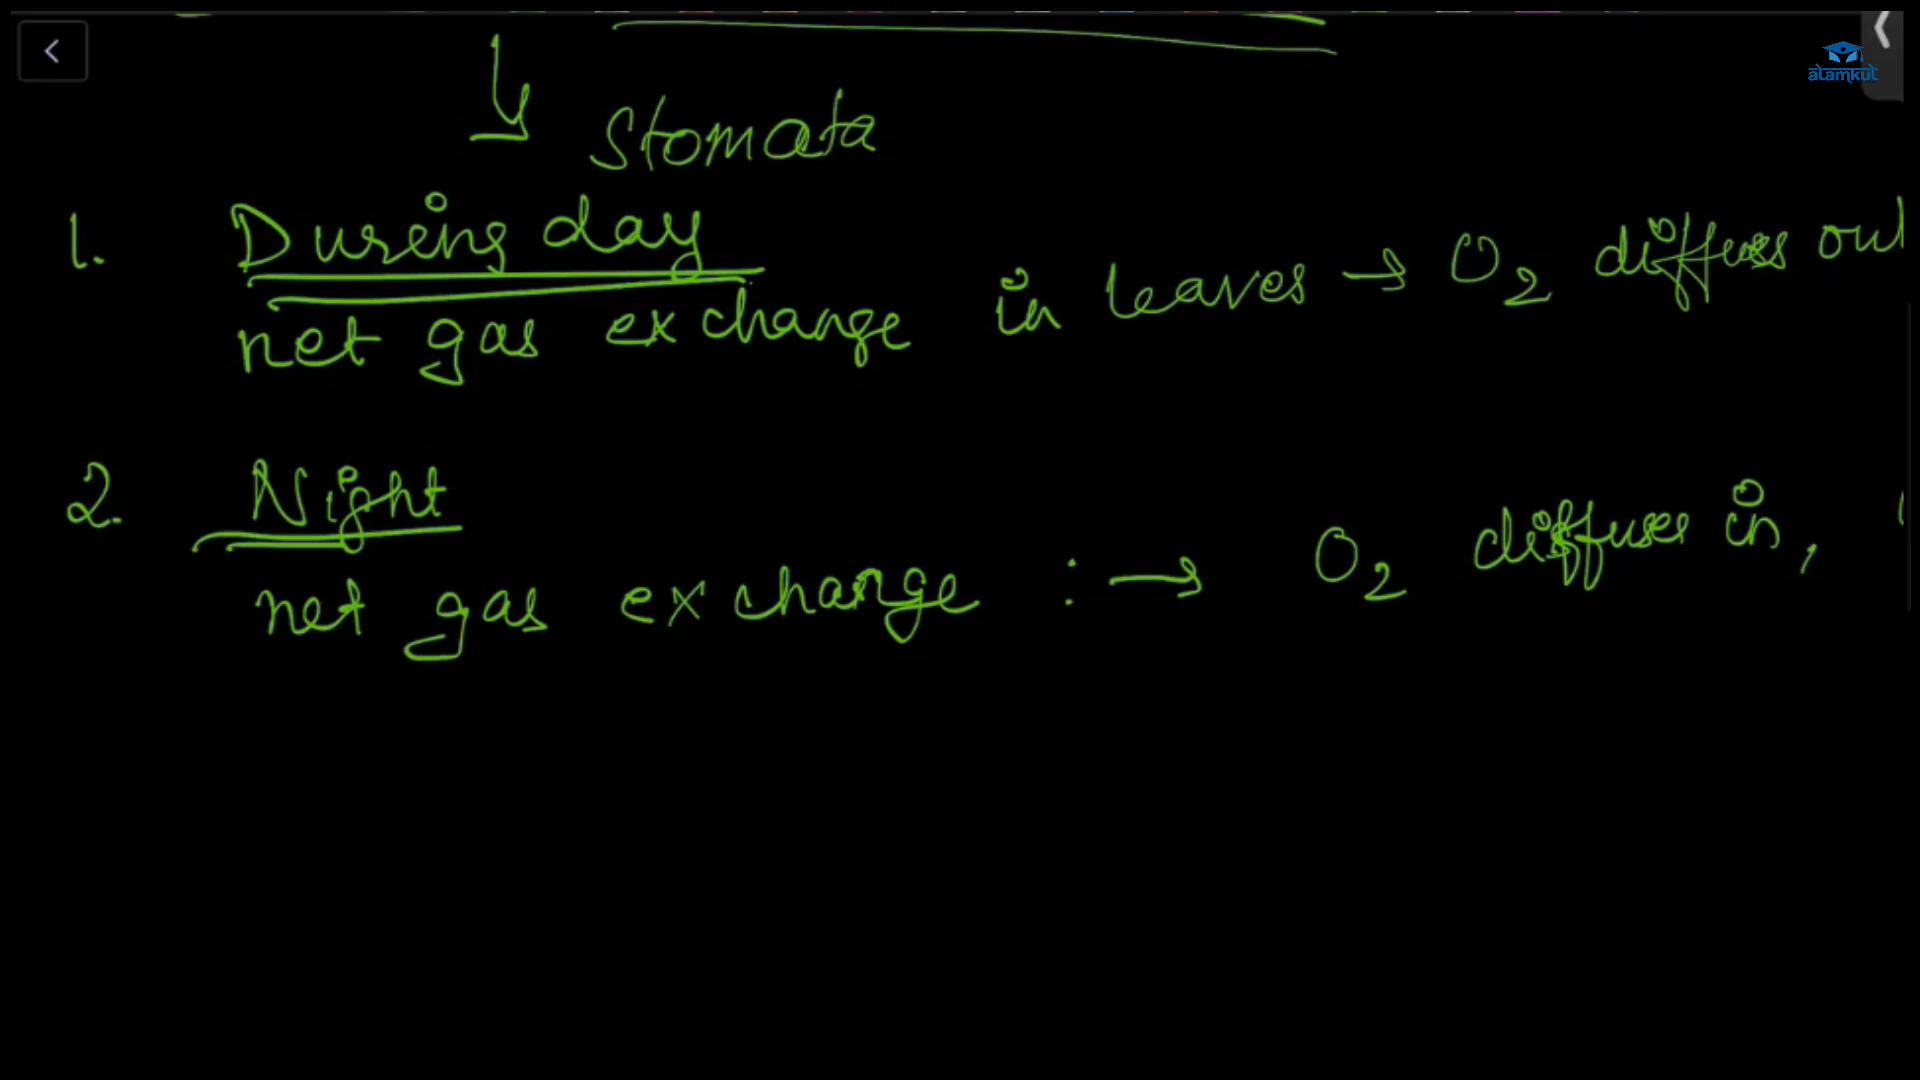 alamkut
Stomata
1. During day
net gas exchange in leaves → O2 diffuses out
2. Night
net gas exchange :→ O2 diffuses in,